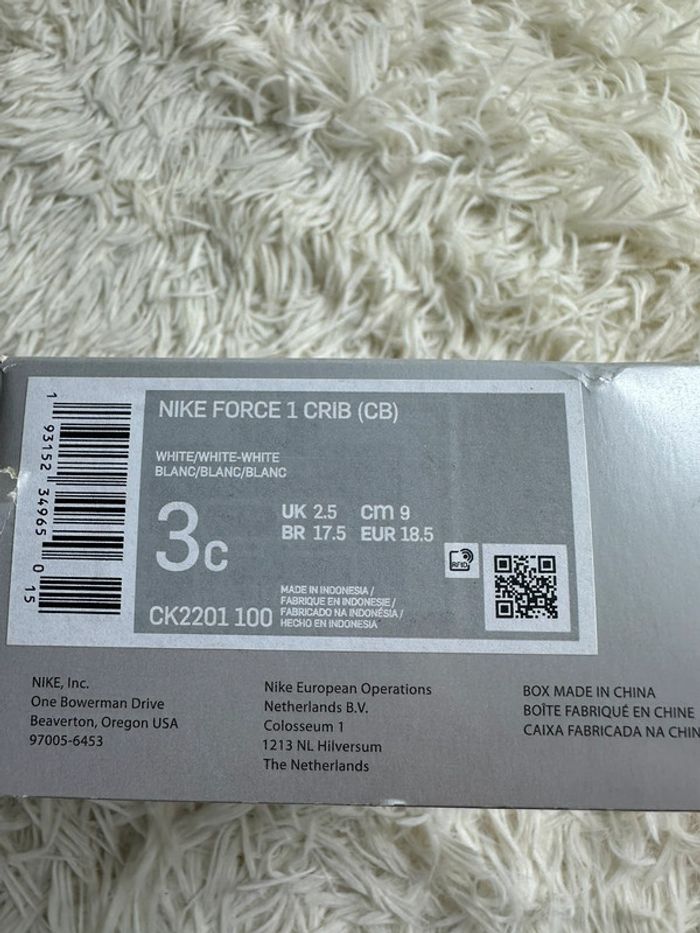 1 93152 34965 0 15
NIKE FORCE 1 CRIB (CB)
WHITE/WHITE-WHITE
BLANC/BLANC/BLANC
3C
UK 2.5 cm 9
BR 17.5 EUR 18.5
RFID
CK2201 100
MADE IN INDONESIA /
FABRIQUE EN INDONESIE /
FABRICADO NA INDONÉSIA /
HECHO EN INDONESIA
NIKE, Inc.
One Bowerman Drive
Beaverton, Oregon USA
97005-6453
Nike European Operations
Netherlands B.V.
Colosseum 1
1213 NL Hilversum
The Netherlands
BOX MADE IN CHINA
BOÎTE FABRIQUÉ EN CHINE
CAIXA FABRICADA NA CHIN